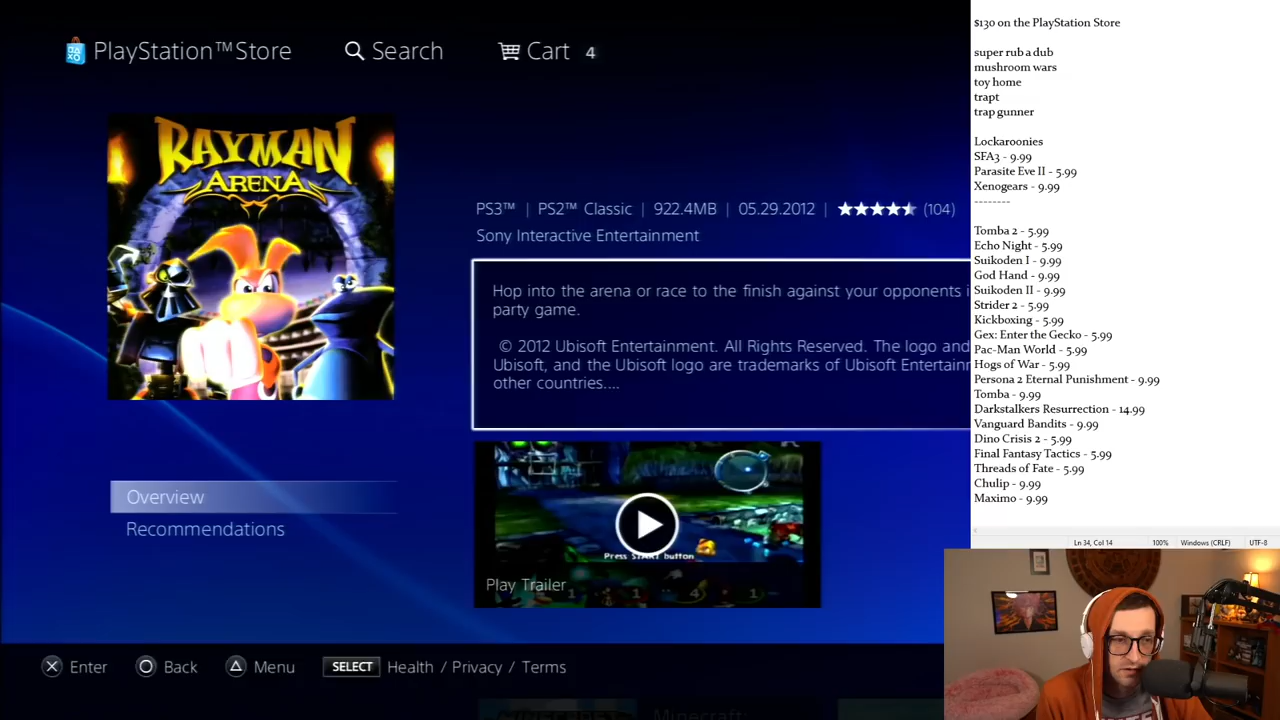 PlayStation™Store
Search
Cart 4
RAYMAN
ARENA
PS3™ | PS2™ Classic | 922.4MB | 05.29.2012 | (104)
Sony Interactive Entertainment
Hop into the arena or race to the finish against your opponents i
party game.
© 2012 Ubisoft Entertainment. All Rights Reserved. The logo and
Ubisoft, and the Ubisoft logo are trademarks of Ubisoft Entertain
other countries....
Press START button
Play Trailer
Overview
Recommendations
Enter
Back
Menu
SELECT Health / Privacy / Terms
Minecraft:
$130 on the PlayStation Store
super rub a dub
mushroom wars
toy home
trapt
trap gunner
Lockaroonies
SFA3 - 9.99
Parasite Eve II - 5.99
Xenogears - 9.99
--------
Tomba 2 - 5.99
Echo Night - 5.99
Suikoden I - 9.99
God Hand - 9.99
Suikoden II - 9.99
Strider 2 - 5.99
Kickboxing - 5.99
Gex: Enter the Gecko - 5.99
Pac-Man World - 5.99
Hogs of War - 5.99
Persona 2 Eternal Punishment - 9.99
Tomba - 9.99
Darkstalkers Resurrection - 14.99
Vanguard Bandits - 9.99
Dino Crisis 2 - 5.99
Final Fantasy Tactics - 5.99
Threads of Fate - 5.99
Chulip - 9.99
Maximo - 9.99
Ln 34, Col 14
100%
Windows (CRLF)
UTF-8